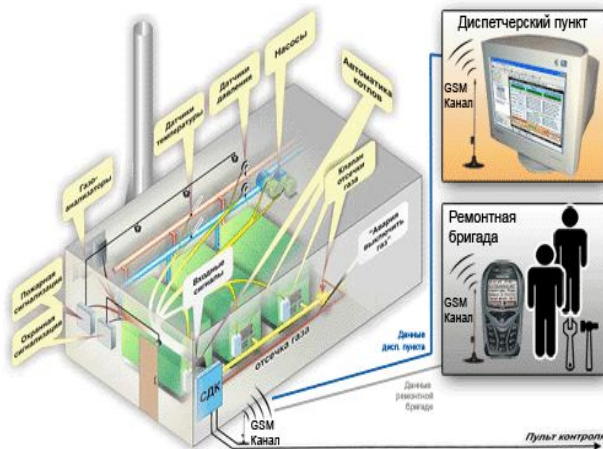 Диспетчерский пункт
GSM
Канал
Ремонтная
бригада
GSM
Канал
Насосы
Датчики
давления
Автоматика
котлов
Датчики
температуры
Клапан
отсечки
газа
Газо-
анализаторы
"Авария
выключить
газ"
Входные
сигналы
Пожарная
сигнализация
Охранная
сигнализация
отсечка газа
СДК
GSM
Канал
Данные
дисп. пункта
Данные
ремонтной
бригаде
Пульт контроля